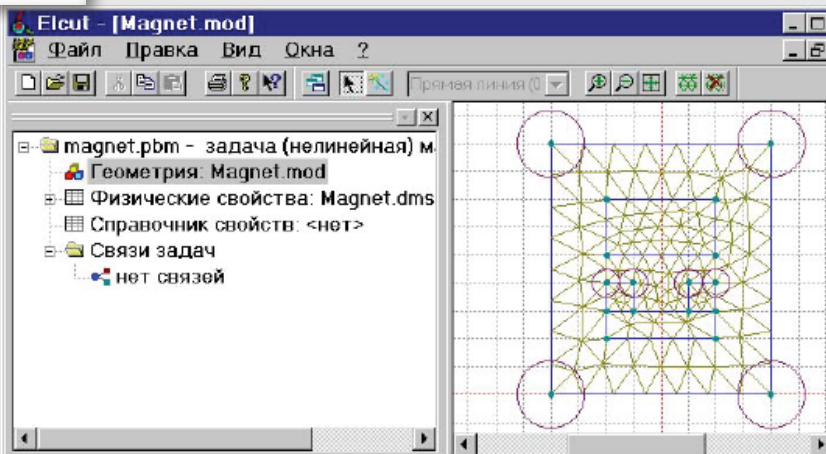 Elcut - [Magnet.mod]
Файл Правка Вид Окна ?
Прямая линия (0
magnet.pbm - задача (нелинейная) м
Геометрия: Magnet.mod
Физические свойства: Magnet.dms
Справочник свойств: <нет>
Связи задач
нет связей